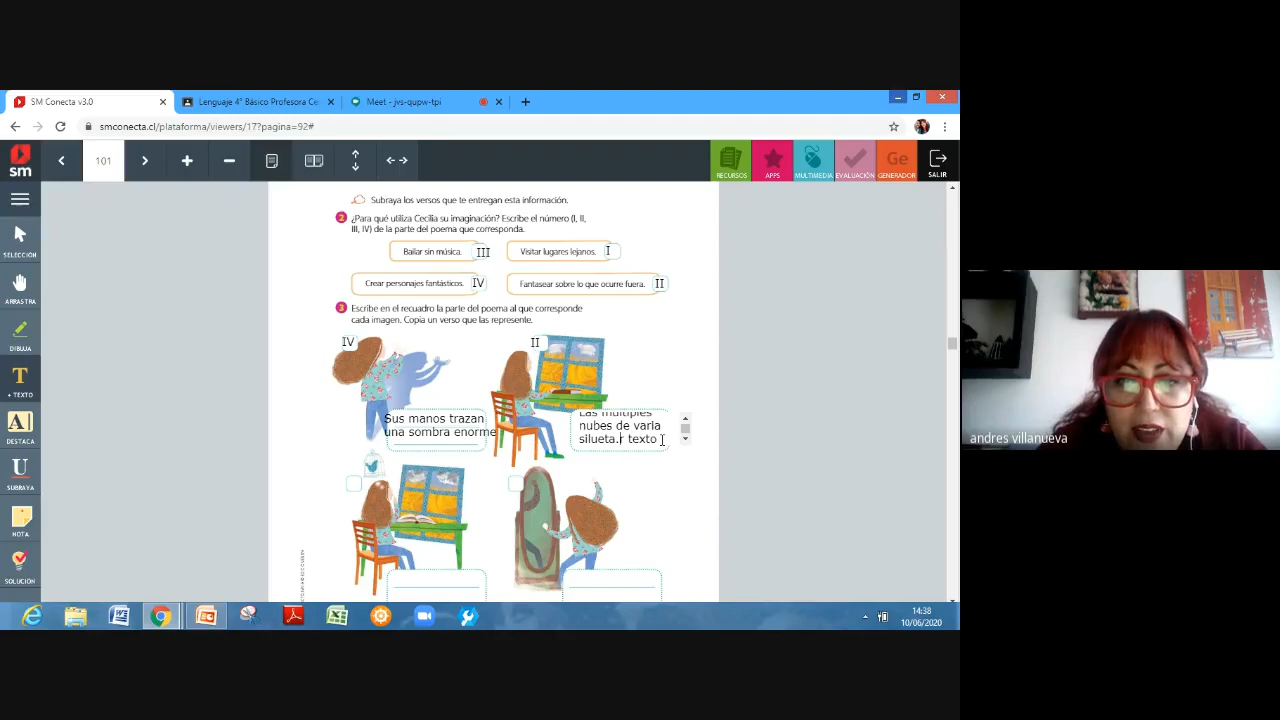 SM Conecta v3.0
Lenguaje 4° Básico Profesora Ce
Meet - jvs-qupw-tpi
smconecta.cl/plataforma/viewers/17?pagina=92#
sm
101
RECURSOS
APPS
MULTIMEDIA
EVALUACIÓN
Ge
GENERADOR
SALIR
SELECCIÓN
ARRASTRA
DIBUJA
T
+ TEXTO
A
DESTACA
U
SUBRAYA
NOTA
SOLUCIÓN
Subraya los versos que te entregan esta información.
2 ¿Para qué utiliza Cecilia su imaginación? Escribe el número (I, II,
III, IV) de la parte del poema que corresponda.
Bailar sin música. III
Visitar lugares lejanos. I
Crear personajes fantásticos. IV
Fantasear sobre lo que ocurre fuera. II
3 Escribe en el recuadro la parte del poema al que corresponde
cada imagen. Copia un verso que las represente.
IV
II
Sus manos trazan
una sombra enorme
Las multiples
nubes de varia
silueta.r texto
andres villanueva
14:38
10/06/2020